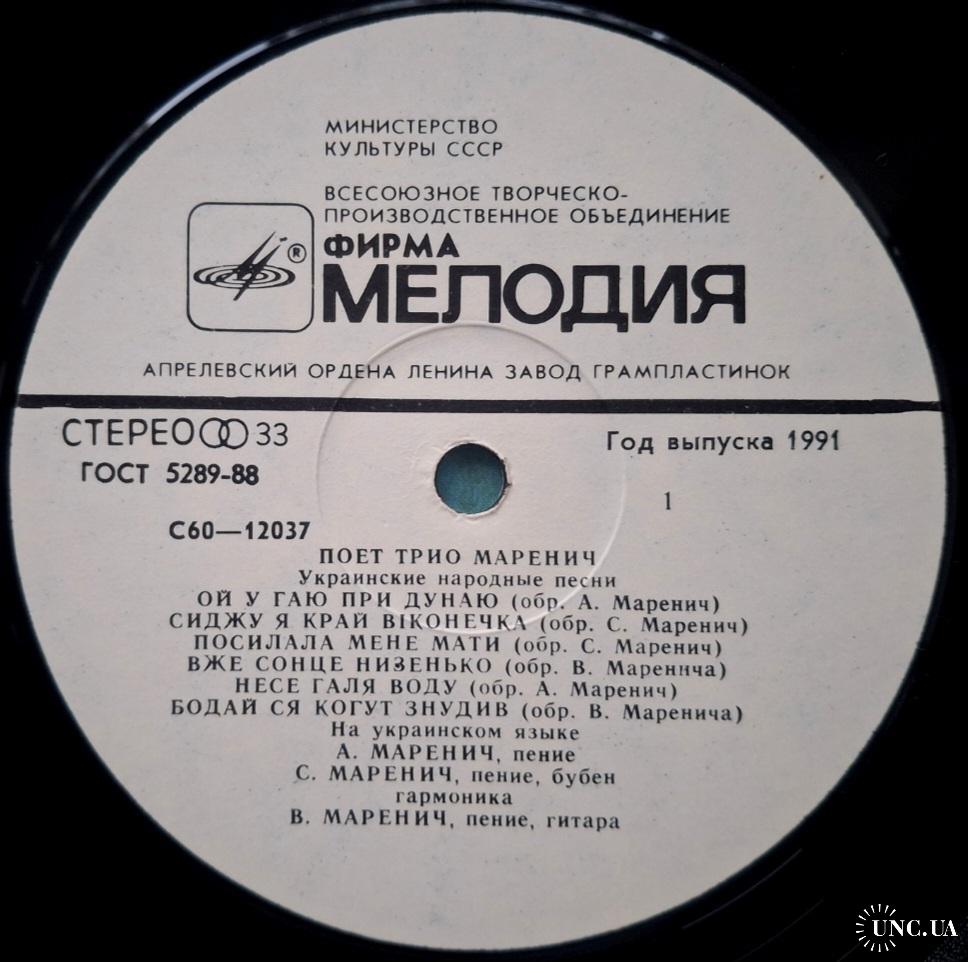 МИНИСТЕРСТВО
КУЛЬТУРЫ СССР
ВСЕСОЮЗНОЕ ТВОРЧЕСКО-
ПРОИЗВОДСТВЕННОЕ ОБЪЕДИНЕНИЕ
ФИРМА
®
МЕЛОДИЯ
АПРЕЛЕВСКИЙ ОРДЕНА ЛЕНИНА ЗАВОД ГРАМПЛАСТИНОК
СТЕРЕО 33
Год выпуска 1991
ГОСТ 5289-88
1
С60—12037
ПОЕТ ТРИО МАРЕНИЧ
Украинские народные песни
ОЙ У ГАЮ ПРИ ДУНАЮ (обр. А. Маренич)
СИДЖУ Я КРАЙ ВІКОНЕЧКА (обр. С. Маренич)
ПОСИЛАЛА МЕНЕ МАТИ (обр. С. Маренич)
ВЖЕ СОНЦЕ НИЗЕНЬКО (обр. В. Маренича)
НЕСЕ ГАЛЯ ВОДУ (обр. А. Маренич)
БОДАЙ СЯ КОГУТ ЗНУДИВ (обр. В. Маренича)
На украинском языке
А. МАРЕНИЧ, пение
С. МАРЕНИЧ, пение, бубен
гармоника
В. МАРЕНИЧ, пение, гитара
UNC.UA